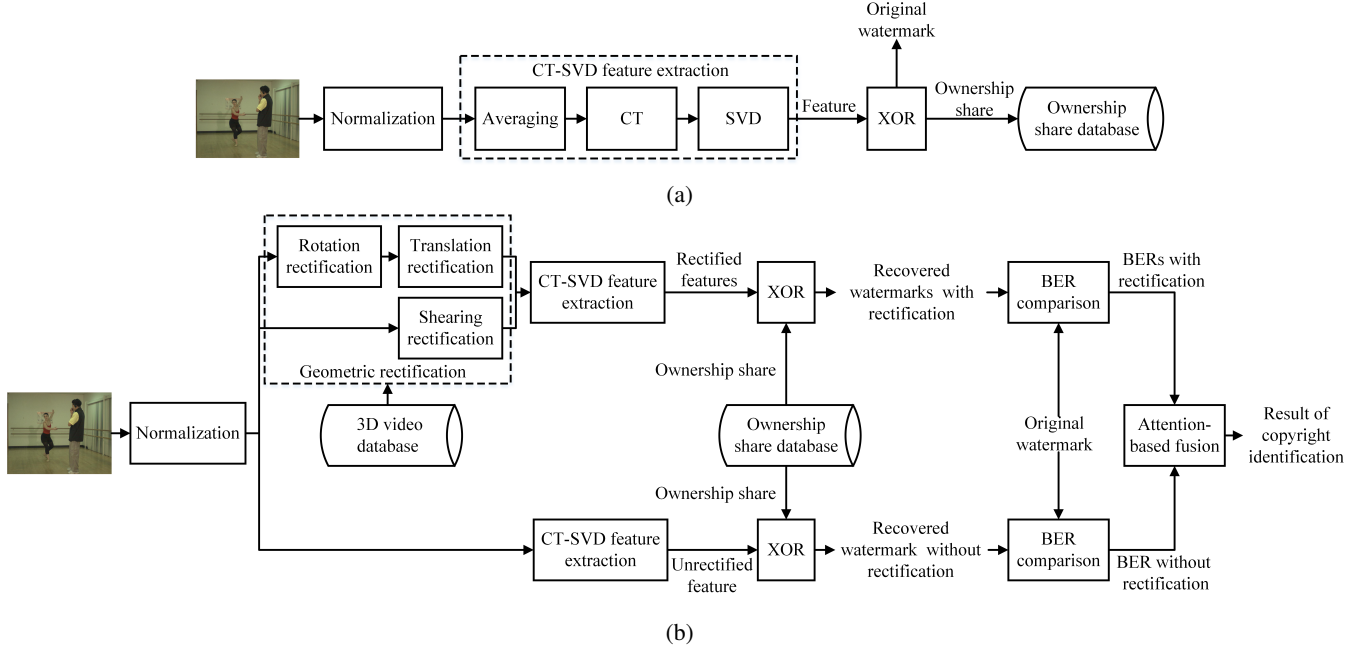 Original
watermark
CT-SVD feature extraction
Normalization
Averaging
CT
SVD
Feature
XOR
Ownership
share
Ownership
share database
(a)
Rotation
rectification
Translation
rectification
Shearing
rectification
Geometric rectification
3D video
database
Normalization
CT-SVD feature
extraction
Rectified
features
XOR
Recovered
watermarks with
rectification
BER
comparison
BERs with
rectification
Ownership share
Ownership
share database
Ownership share
Original
watermark
Attention-
based fusion
Result of
copyright
identification
CT-SVD feature
extraction
Unrectified
feature
XOR
Recovered
watermark without
rectification
BER
comparison
BER without
rectification
(b)